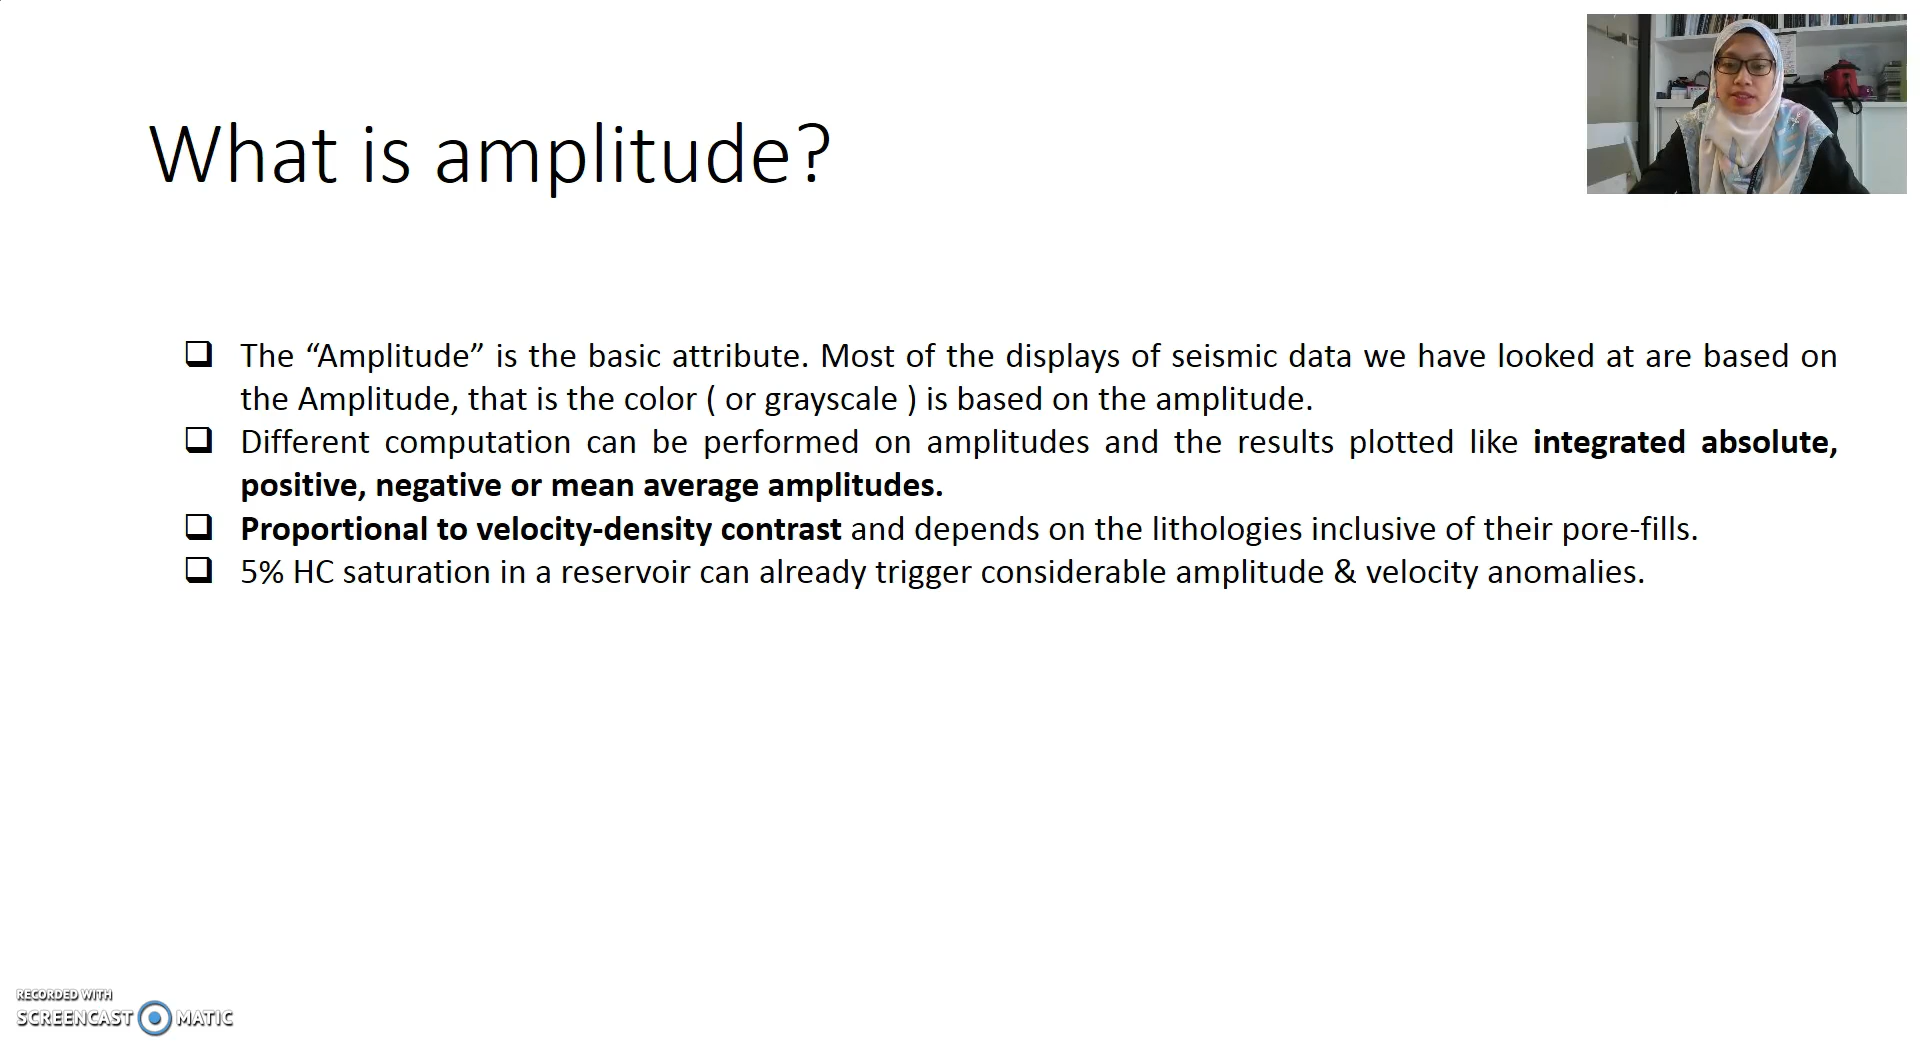 What is amplitude?
❑ The “Amplitude” is the basic attribute. Most of the displays of seismic data we have looked at are based on
the Amplitude, that is the color ( or grayscale ) is based on the amplitude.
❑ Different computation can be performed on amplitudes and the results plotted like integrated absolute,
positive, negative or mean average amplitudes.
❑ Proportional to velocity-density contrast and depends on the lithologies inclusive of their pore-fills.
❑ 5% HC saturation in a reservoir can already trigger considerable amplitude & velocity anomalies.
RECORDED WITH
SCREENCAST MATIC